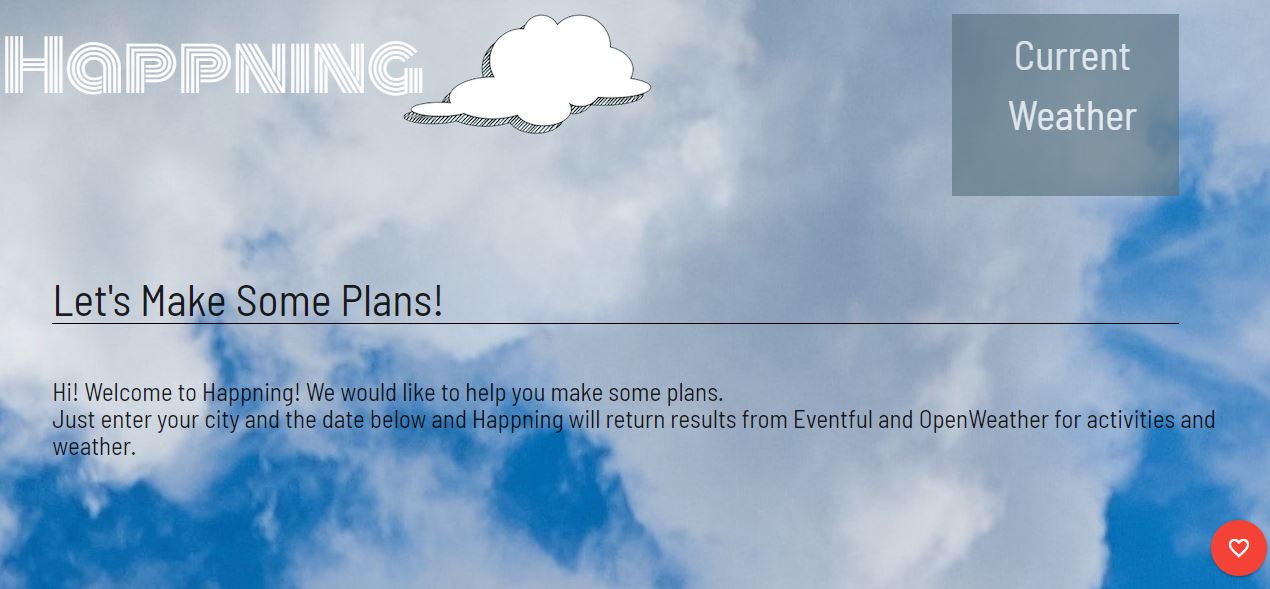 Happning
Current
Weather
Let's Make Some Plans!
Hi! Welcome to Happning! We would like to help you make some plans.
Just enter your city and the date below and Happning will return results from Eventful and OpenWeather for activities and
weather.